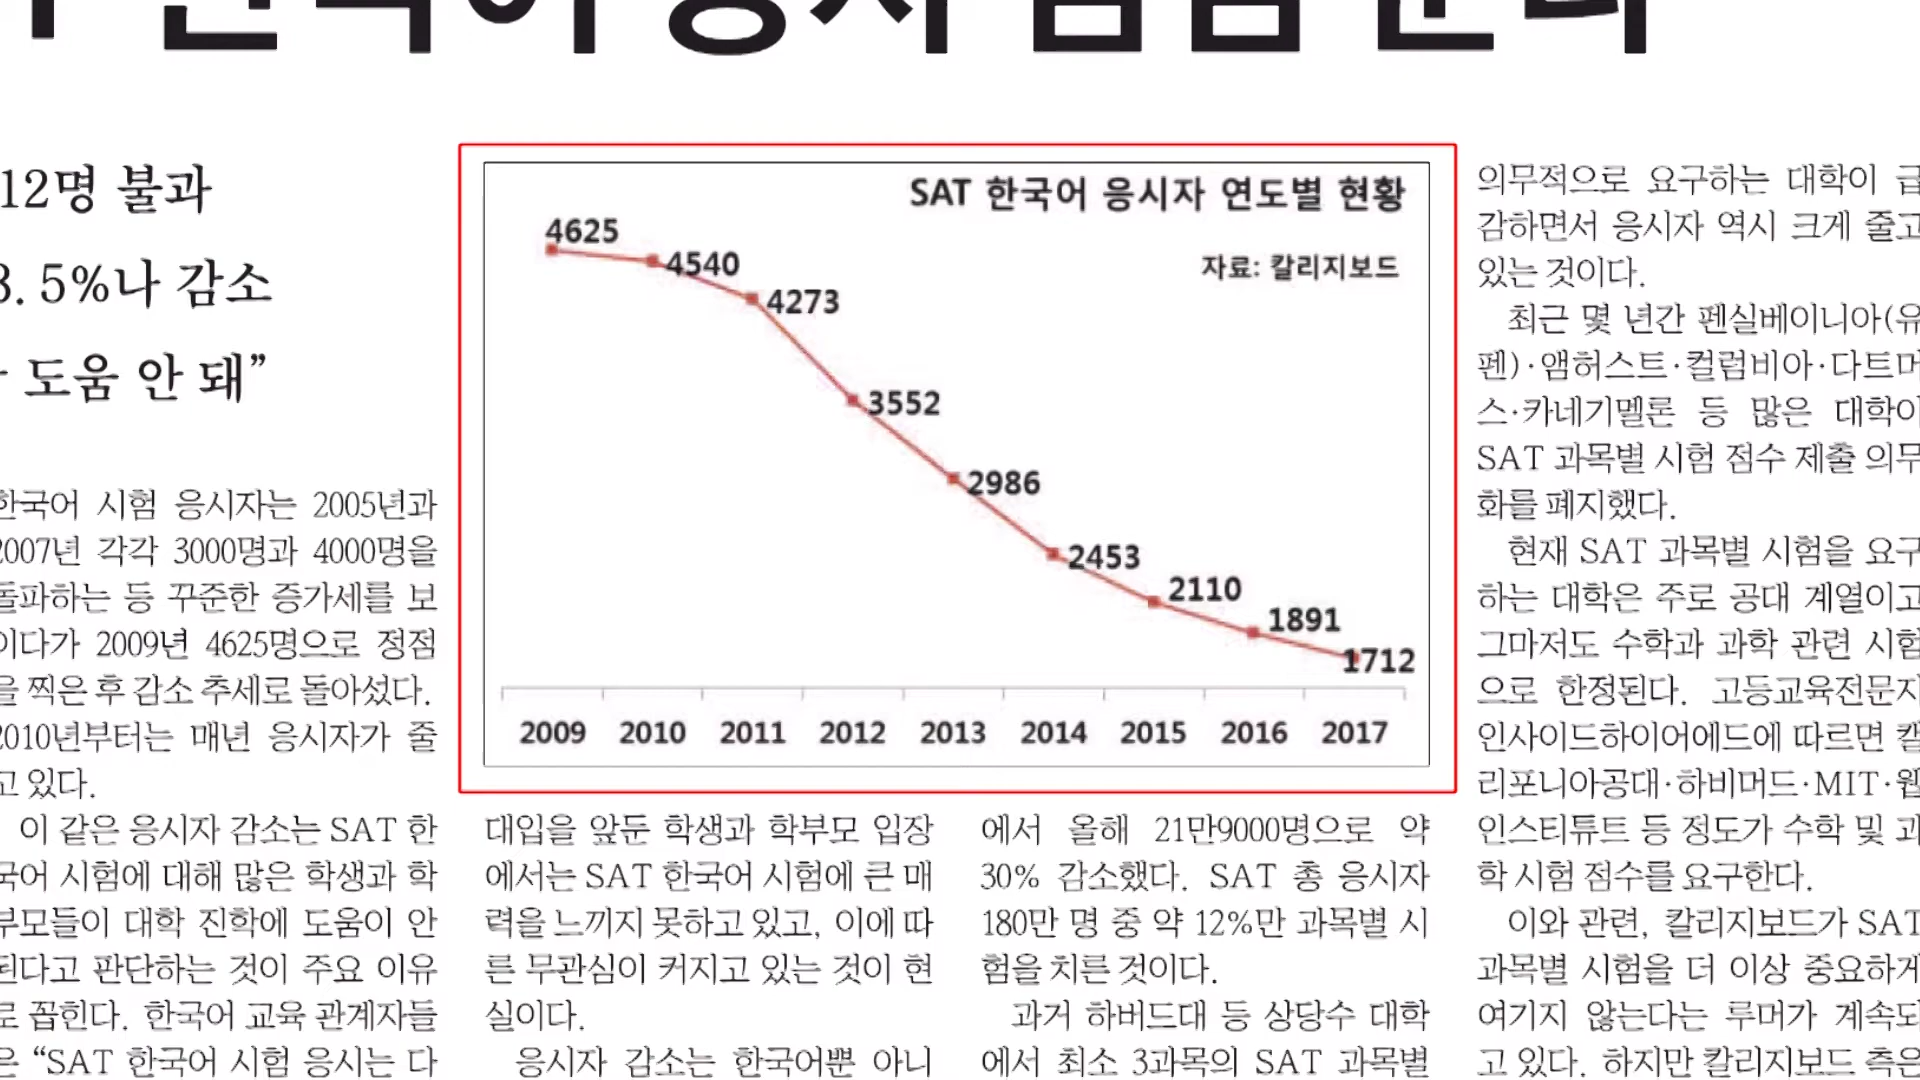 한국어 응시자
12명 불과
8.5%나 감소
도움 안 돼”
한국어 시험 응시자는 2005년과
2007년 각각 3000명과 4000명을
돌파하는 등 꾸준한 증가세를 보
이다가 2009년 4625명으로 정점
을 찍은 후 감소 추세로 돌아섰다.
2010년부터는 매년 응시자가 줄
고 있다.
이 같은 응시자 감소는 SAT 한
국어 시험에 대해 많은 학생과 학
부모들이 대학 진학에 도움이 안
된다고 판단하는 것이 주요 이유
로 꼽힌다. 한국어 교육 관계자들
은 “SAT 한국어 시험 응시는 다
SAT 한국어 응시자 연도별 현황
자료: 칼리지보드
4625
4540
4273
3552
2986
2453
2110
1891
1712
2009 2010 2011 2012 2013 2014 2015 2016 2017
대입을 앞둔 학생과 학부모 입장
에서는 SAT 한국어 시험에 큰 매
력을 느끼지 못하고 있고, 이에 따
른 무관심이 커지고 있는 것이 현
실이다.
응시자 감소는 한국어뿐 아니
에서 올해 21만9000명으로 약
30% 감소했다. SAT 총 응시자
180만 명 중 약 12%만 과목별 시
험을 치른 것이다.
과거 하버드대 등 상당수 대학
에서 최소 3과목의 SAT 과목별
의무적으로 요구하는 대학이 급
감하면서 응시자 역시 크게 줄고
있는 것이다.
최근 몇 년간 펜실베이니아(유
펜)·앰허스트·컬럼비아·다트머
스·카네기멜론 등 많은 대학이
SAT 과목별 시험 점수 제출 의무
화를 폐지했다.
현재 SAT 과목별 시험을 요구
하는 대학은 주로 공대 계열이고
그마저도 수학과 과학 관련 시험
으로 한정된다. 고등교육전문지
인사이드하이어에드에 따르면 캘
리포니아공대·하비머드·MIT·웹
인스티튜트 등 정도가 수학 및 과
학 시험 점수를 요구한다.
이와 관련, 칼리지보드가 SAT
과목별 시험을 더 이상 중요하게
여기지 않는다는 루머가 계속되
고 있다. 하지만 칼리지보드 측은